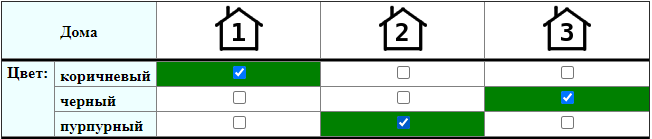 Дома 1 2 3
Цвет: коричневый
черный
пурпурный